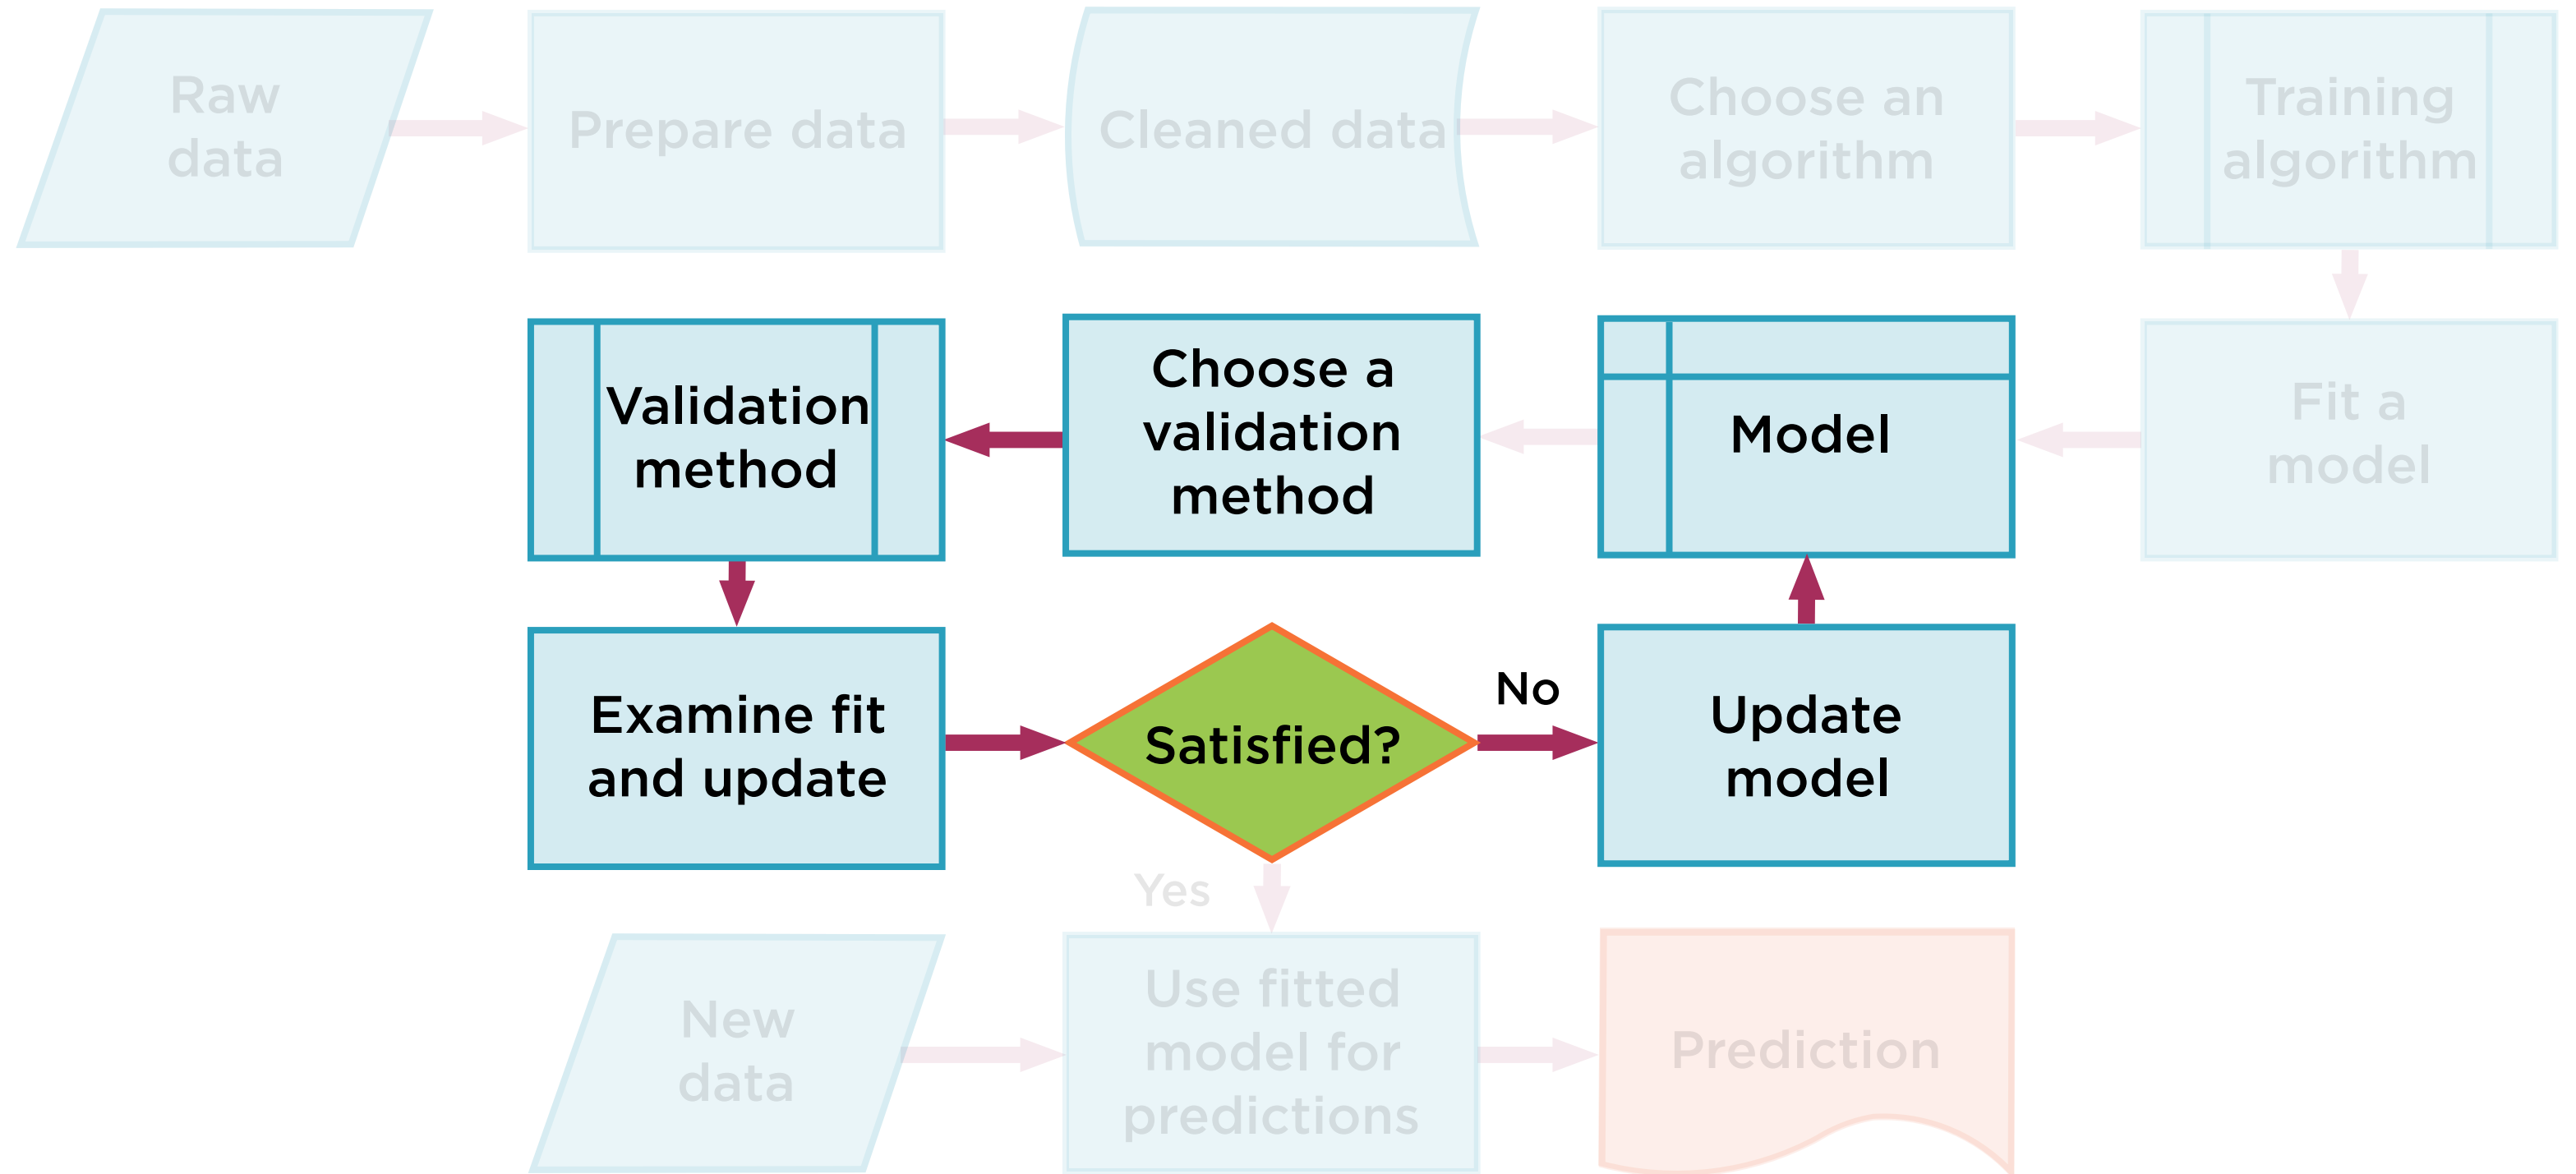 Raw
data
Prepare data
Cleaned data
Choose an
algorithm
Training
algorithm
Validation
method
Choose a
validation
method
Model
Fit a
model
Examine fit
and update
Satisfied?
No
Update
model
Yes
New
data
Use fitted
model for
predictions
Prediction